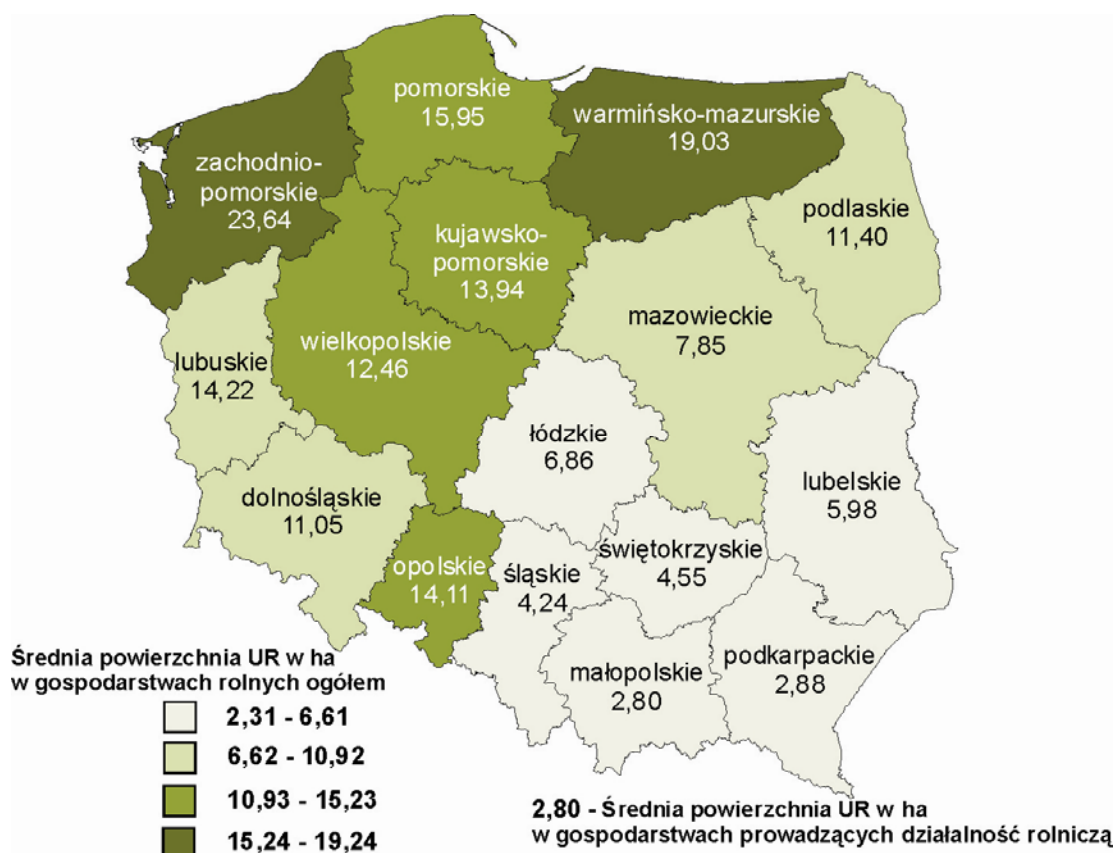 pomorskie
15,95
warmińsko-mazurskie
19,03
zachodnio-
pomorskie
23,64
podlaskie
11,40
kujawsko-
pomorskie
13,94
mazowieckie
7,85
wielkopolskie
12,46
lubuskie
14,22
łódzkie
6,86
lubelskie
5,98
dolnośląskie
11,05
opolskie
14,11
śląskie
4,24
świętokrzyskie
4,55
małopolskie
2,80
podkarpackie
2,88
Średnia powierzchnia UR w ha
w gospodarstwach rolnych ogółem
2,31 - 6,61
6,62 - 10,92
10,93 - 15,23
15,24 - 19,24
2,80 - Średnia powierzchnia UR w ha
w gospodarstwach prowadzących działalność rolniczą